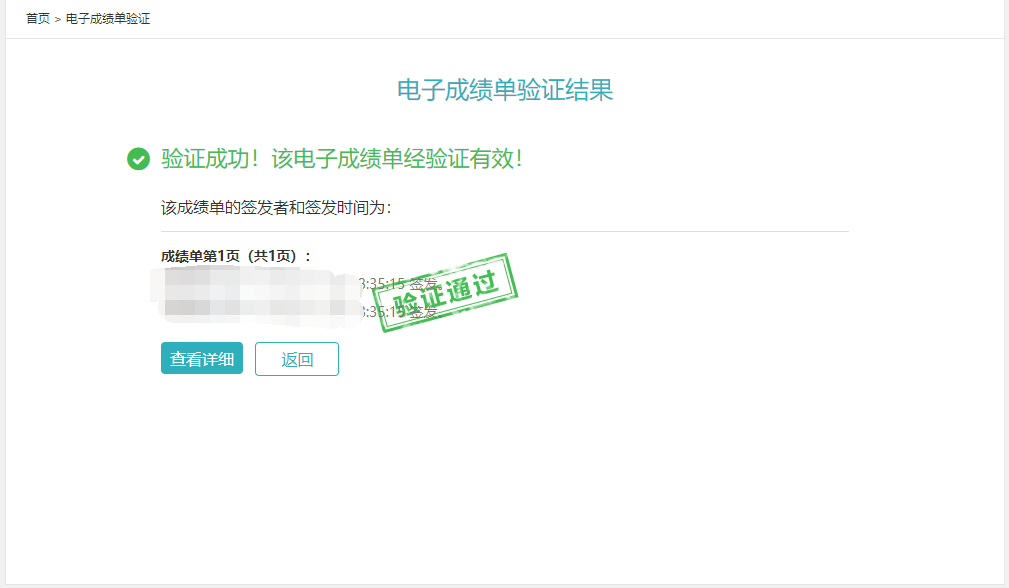 首页 > 电子成绩单验证
电子成绩单验证结果
验证成功！该电子成绩单经验证有效！
该成绩单的签发者和签发时间为：
成绩单第1页（共1页）：
:35:15 签发。
:35:15 签发
验证通过
查看详细
返回